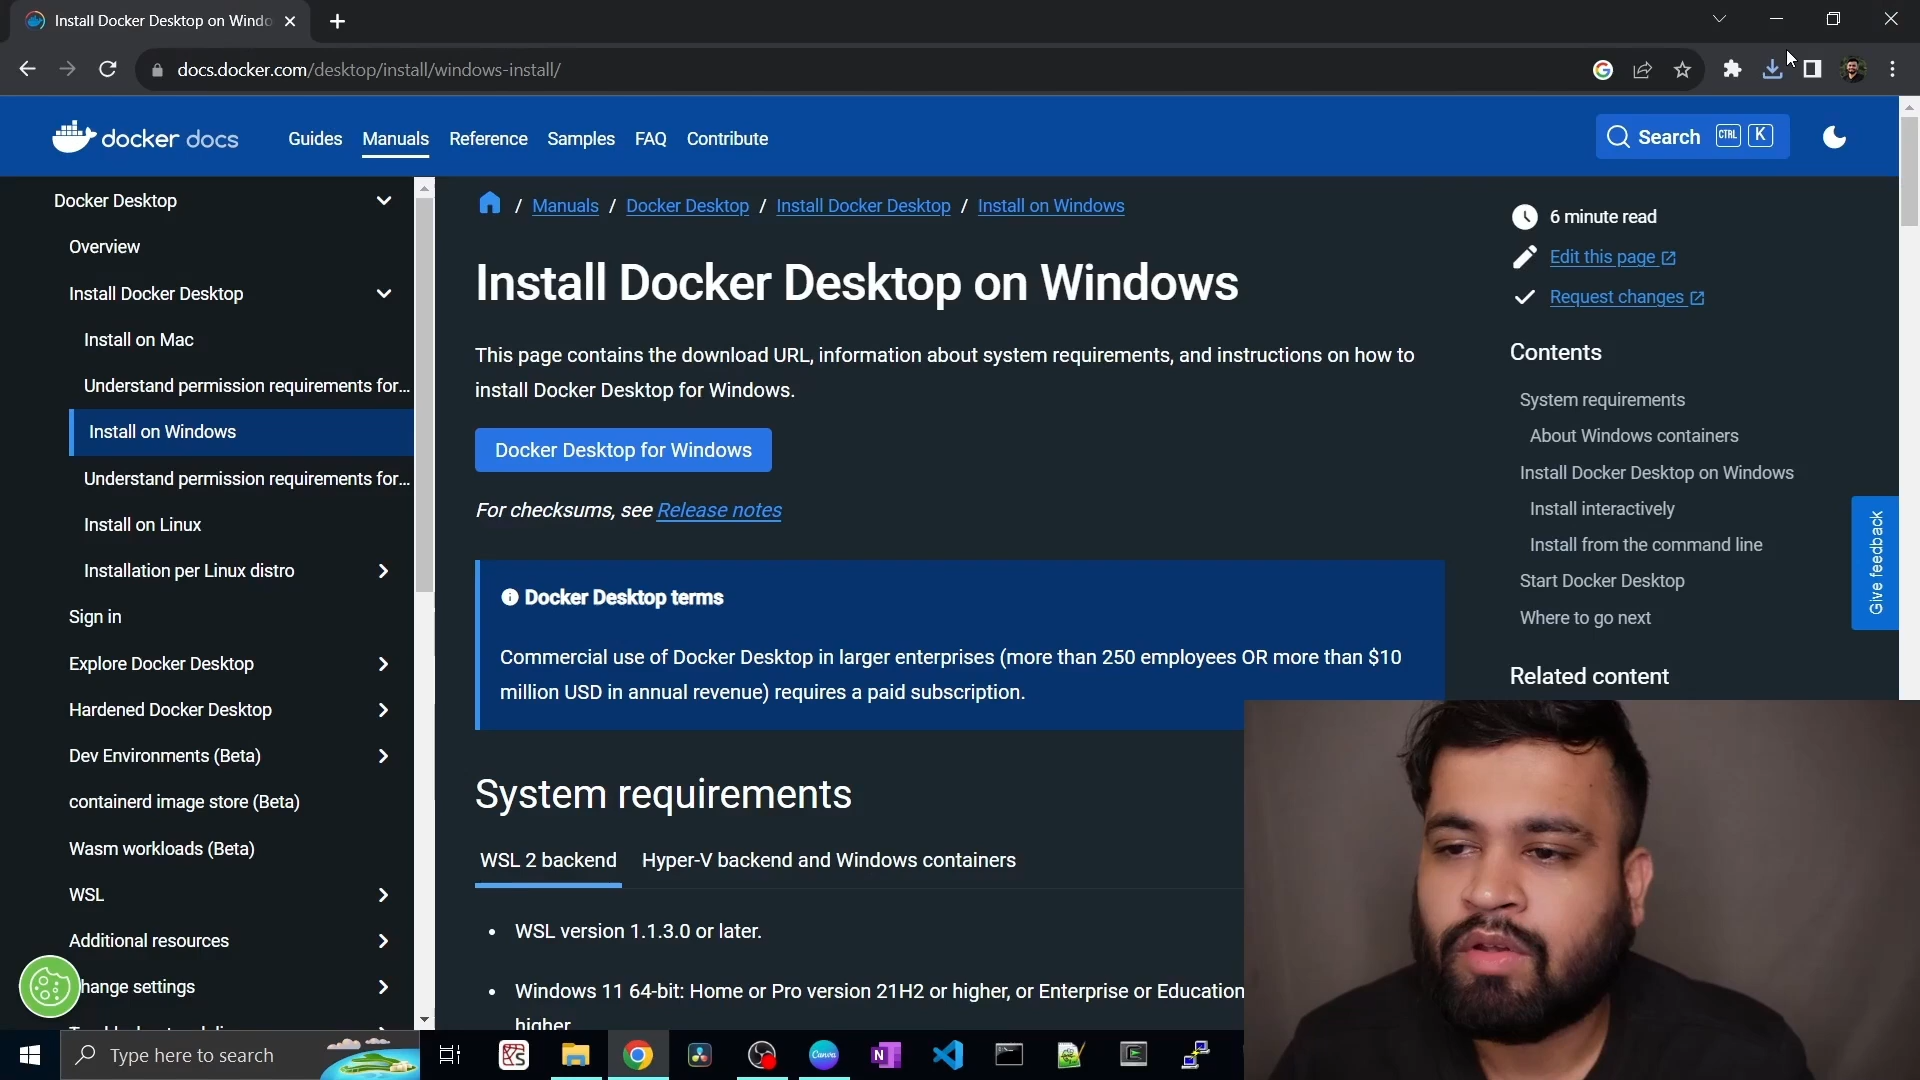 Install Docker Desktop on Windo
docs.docker.com/desktop/install/windows-install/
docker docs
Guides
Manuals
Reference
Samples
FAQ
Contribute
Search CTRL K
Docker Desktop
Overview
Install Docker Desktop
Install on Mac
Understand permission requirements for...
Install on Windows
Understand permission requirements for...
Install on Linux
Installation per Linux distro
Sign in
Explore Docker Desktop
Hardened Docker Desktop
Dev Environments (Beta)
containerd image store (Beta)
Wasm workloads (Beta)
WSL
Additional resources
hange settings
/ Manuals / Docker Desktop / Install Docker Desktop / Install on Windows
Install Docker Desktop on Windows
This page contains the download URL, information about system requirements, and instructions on how to
install Docker Desktop for Windows.
Docker Desktop for Windows
For checksums, see Release notes
Docker Desktop terms
Commercial use of Docker Desktop in larger enterprises (more than 250 employees OR more than $10
million USD in annual revenue) requires a paid subscription.
System requirements
WSL 2 backend
Hyper-V backend and Windows containers
• WSL version 1.1.3.0 or later.
• Windows 11 64-bit: Home or Pro version 21H2 or higher, or Enterprise or Education
higher
6 minute read
Edit this page
Request changes
Contents
System requirements
About Windows containers
Install Docker Desktop on Windows
Install interactively
Install from the command line
Start Docker Desktop
Where to go next
Related content
Give feedback
Type here to search
Canva
N